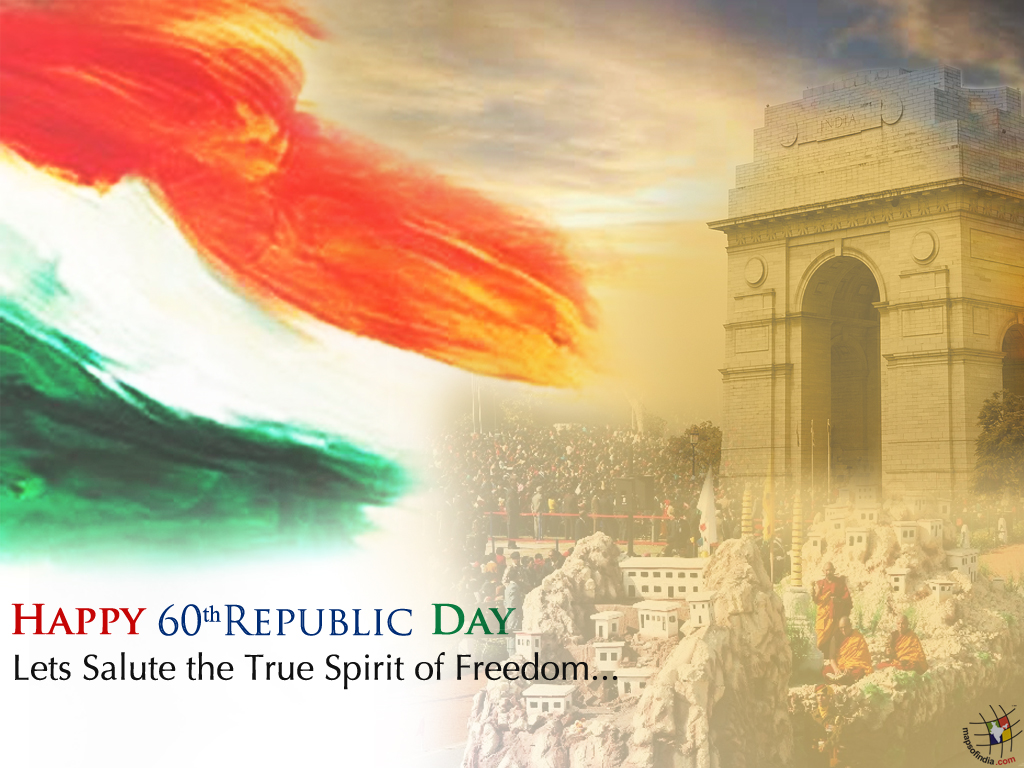 INDIA
HAPPY 60th REPUBLIC DAY
Lets Salute the True Spirit of Freedom...
mapsofindia.com